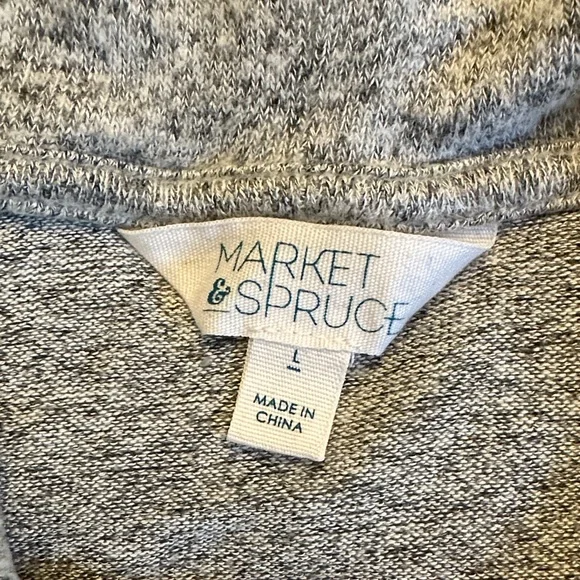 MARKET
& SPRUCE
L
MADE IN
CHINA